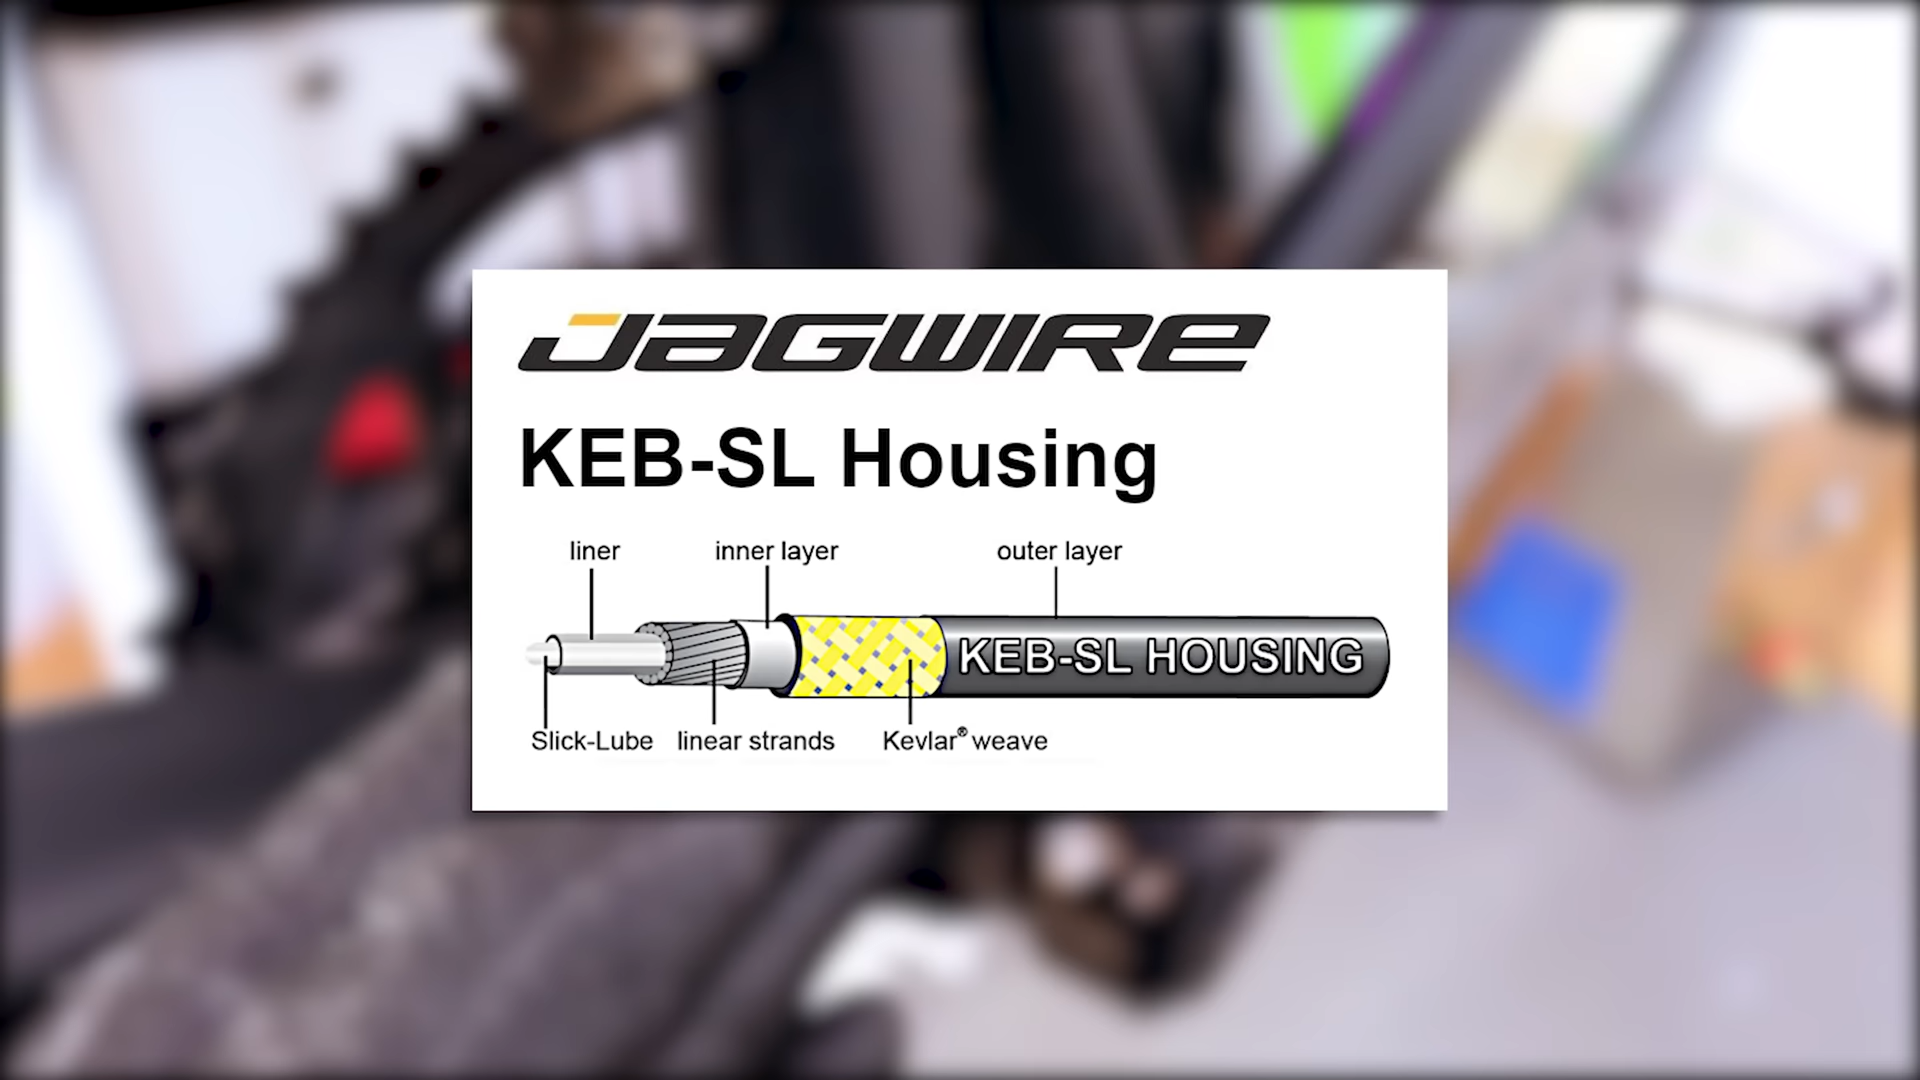 JAGWIRE
KEB-SL Housing
liner inner layer outer layer
KEB-SL HOUSING
Slick-Lube linear strands Kevlar® weave